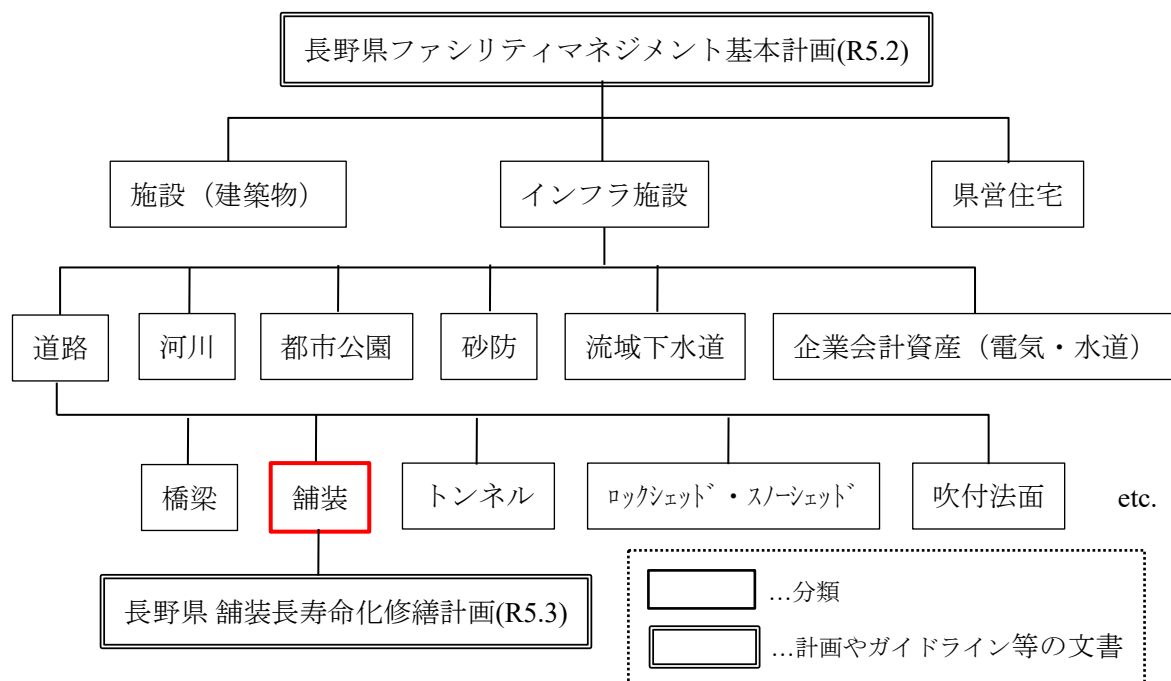 長野県ファシリティマネジメント基本計画(R5.2)
施設（建築物）
インフラ施設
県営住宅
道路
河川
都市公園
砂防
流域下水道
企業会計資産（電気・水道）
橋梁
舗装
トンネル
ﾛｯｸｼｪｯﾄﾞ・ｽﾉｰｼｪｯﾄﾞ
吹付法面
etc.
長野県 舗装長寿命化修繕計画(R5.3)
…分類
…計画やガイドライン等の文書